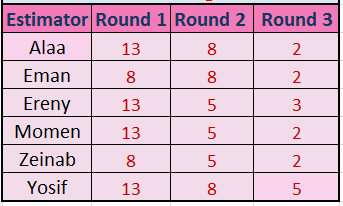 Estimator Round 1 Round 2 Round 3
Alaa 13 8 2
Eman 8 8 2
Ereny 13 5 3
Momen 13 5 2
Zeinab 8 5 2
Yosif 13 8 5